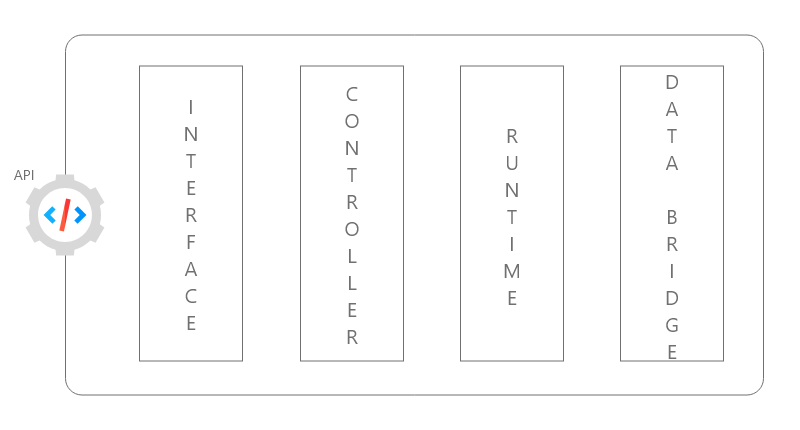 API
INTERFACE
CONTROLLER
RUNTIME
DATA BRIDGE